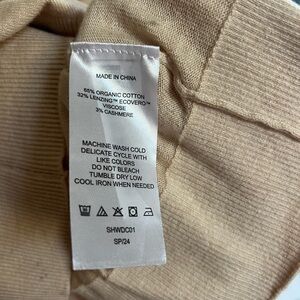 MADE IN CHINA
65% ORGANIC COTTON
32% LENZING™ ECOVERO™
VISCOSE
3% CASHMERE
MACHINE WASH COLD
DELICATE CYCLE WITH
LIKE COLORS
DO NOT BLEACH
TUMBLE DRY LOW
COOL IRON WHEN NEEDED
SHWDC01
SP/24